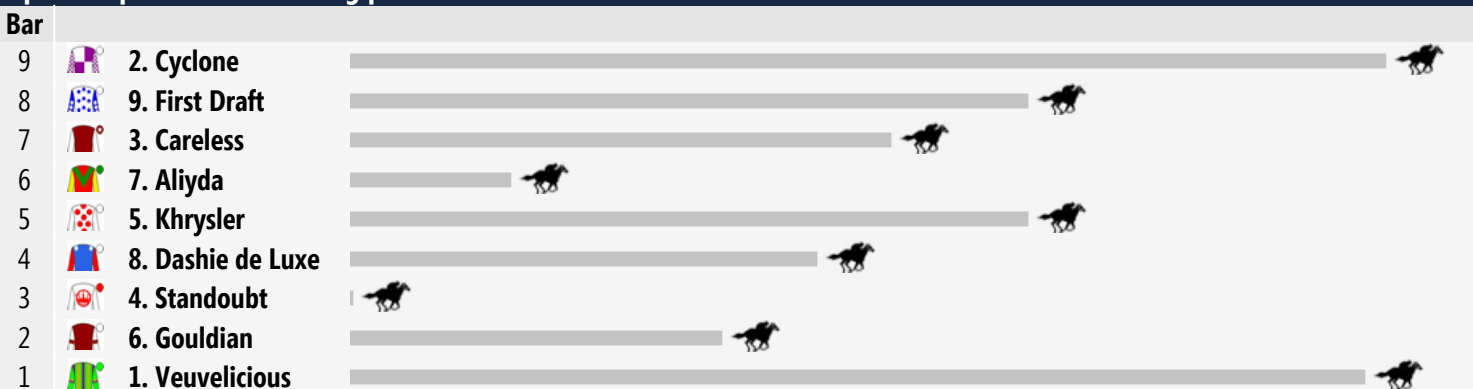 Bar
9 2. Cyclone
8 9. First Draft
7 3. Careless
6 7. Aliyda
5 5. Khrysler
4 8. Dashie de Luxe
3 4. Standoubt
2 6. Gouldian
1 1. Veuvelicious